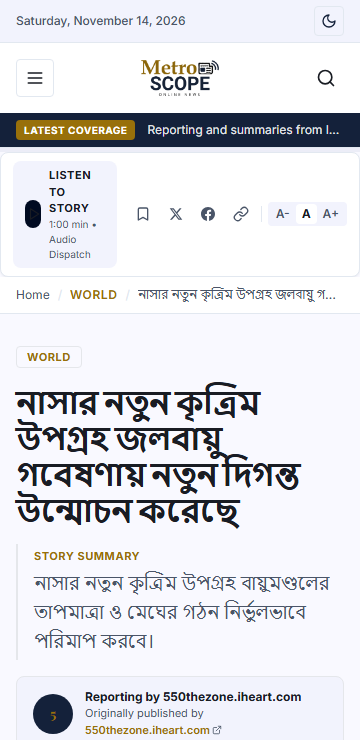 Saturday, November 14, 2026
Metro
SCOPE
ONLINE NEWS
LATEST COVERAGE Reporting and summaries from l...
LISTEN
TO
STORY
1:00 min •
Audio
Dispatch
A- A A+
Home / WORLD / নাসার নতুন কৃত্রিম উপগ্রহ জলবায়ু গ...
WORLD
নাসার নতুন কৃত্রিম
উপগ্রহ জলবায়ু
গবেষণায় নতুন দিগন্ত
উন্মোচন করেছে
STORY SUMMARY
নাসার নতুন কৃত্রিম উপগ্রহ বায়ুমণ্ডলের
তাপমাত্রা ও মেঘের গঠন নির্ভুলভাবে
পরিমাপ করবে।
5
Reporting by 550thezone.iheart.com
Originally published by
550thezone.iheart.com